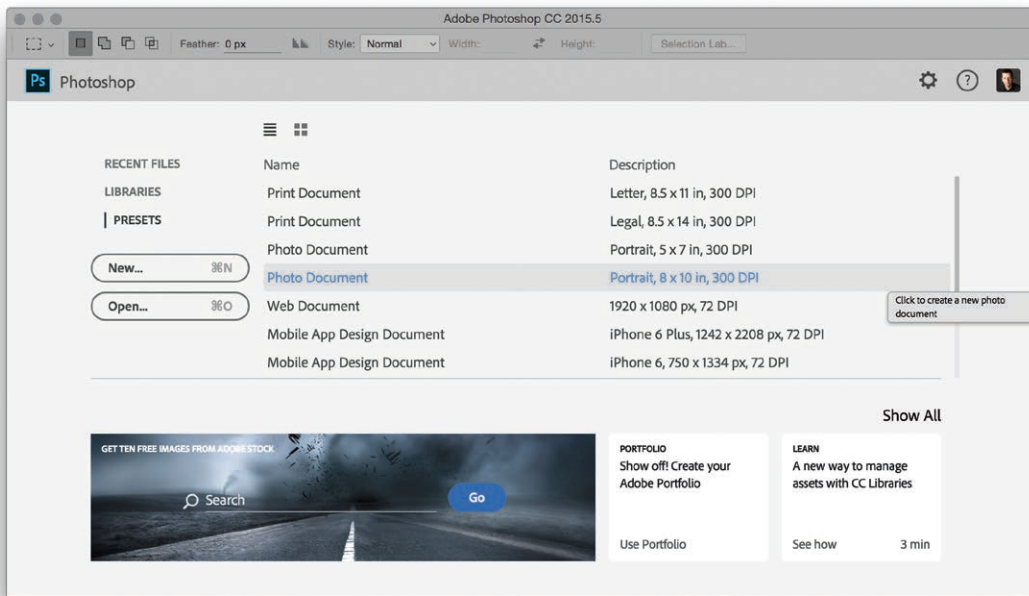 Adobe Photoshop CC 2015.5
Feather: 0 px Style: Normal Width: Height: Selection Lab...
Ps Photoshop ?
RECENT FILES
LIBRARIES
PRESETS
New... ⌘N
Open... ⌘O
Name Description
Print Document Letter, 8.5 x 11 in, 300 DPI
Print Document Legal, 8.5 x 14 in, 300 DPI
Photo Document Portrait, 5 x 7 in, 300 DPI
Photo Document Portrait, 8 x 10 in, 300 DPI
Web Document 1920 x 1080 px, 72 DPI
Mobile App Design Document iPhone 6 Plus, 1242 x 2208 px, 72 DPI
Mobile App Design Document iPhone 6, 750 x 1334 px, 72 DPI
Click to create a new photo
document
Show All
GET TEN FREE IMAGES FROM ADOBE STOCK
Search Go
PORTFOLIO
Show off! Create your
Adobe Portfolio
Use Portfolio
LEARN
A new way to manage
assets with CC Libraries
See how 3 min